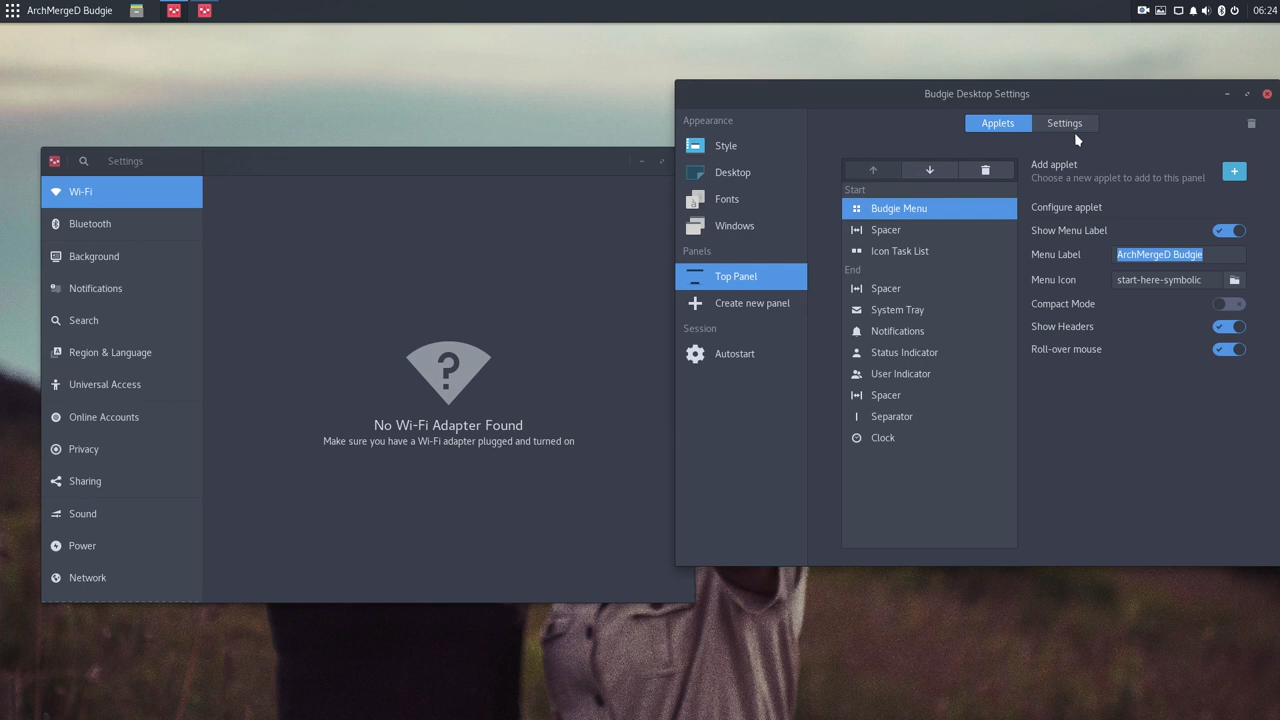 ArchMergeD Budgie
06:24
Settings
Wi-Fi
Bluetooth
Background
Notifications
Search
Region & Language
Universal Access
Online Accounts
Privacy
Sharing
Sound
Power
Network
No Wi-Fi Adapter Found
Make sure you have a Wi-Fi adapter plugged and turned on
Budgie Desktop Settings
Appearance
Style
Desktop
Fonts
Windows
Panels
Top Panel
Create new panel
Session
Autostart
Applets
Settings
Start
Budgie Menu
Spacer
Icon Task List
End
Spacer
System Tray
Notifications
Status Indicator
User Indicator
Spacer
Separator
Clock
Add applet
Choose a new applet to add to this panel
Configure applet
Show Menu Label
Menu Label ArchMergeD Budgie
Menu Icon start-here-symbolic
Compact Mode
Show Headers
Roll-over mouse